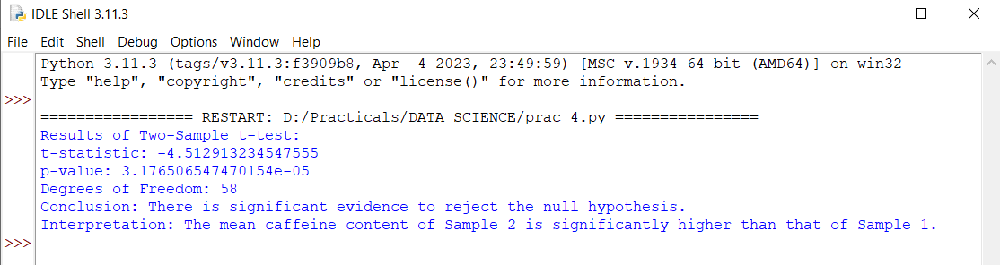 IDLE Shell 3.11.3
File Edit Shell Debug Options Window Help
Python 3.11.3 (tags/v3.11.3:f3909b8, Apr  4 2023, 23:49:59) [MSC v.1934 64 bit (AMD64)] on win32
Type "help", "copyright", "credits" or "license()" for more information.
>>>
================= RESTART: D:/Practicals/DATA SCIENCE/prac 4.py ================
Results of Two-Sample t-test:
t-statistic: -4.512913234547555
p-value: 3.176506547470154e-05
Degrees of Freedom: 58
Conclusion: There is significant evidence to reject the null hypothesis.
Interpretation: The mean caffeine content of Sample 2 is significantly higher than that of Sample 1.
>>>